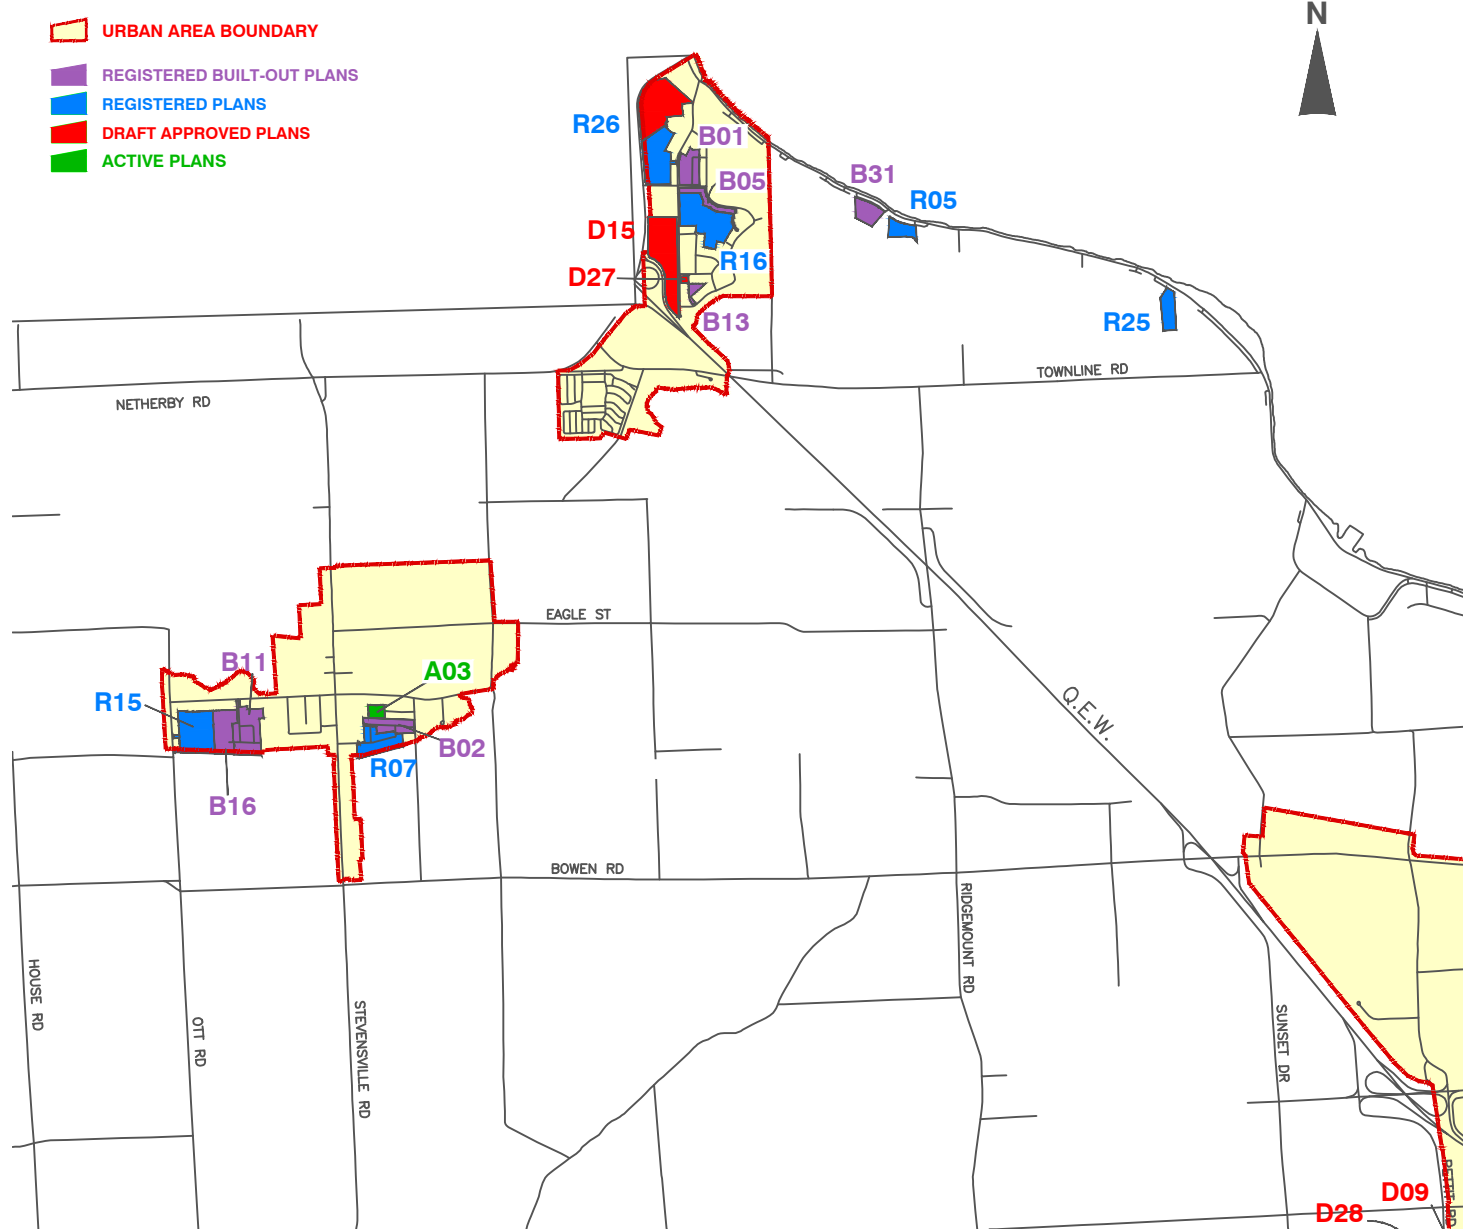 N
URBAN AREA BOUNDARY
REGISTERED BUILT-OUT PLANS
REGISTERED PLANS
DRAFT APPROVED PLANS
ACTIVE PLANS
R26
B01
B05
B31
R05
D15
R16
D27
B13
R25
TOWNLINE RD
NETHERBY RD
EAGLE ST
B11
A03
R15
Q.E.W.
B02
R07
B16
BOWEN RD
RIDGEMOUNT RD
HOUSE RD
OTT RD
STEVENSVILLE RD
SUNSET DR
PETTIT RD
D09
D28